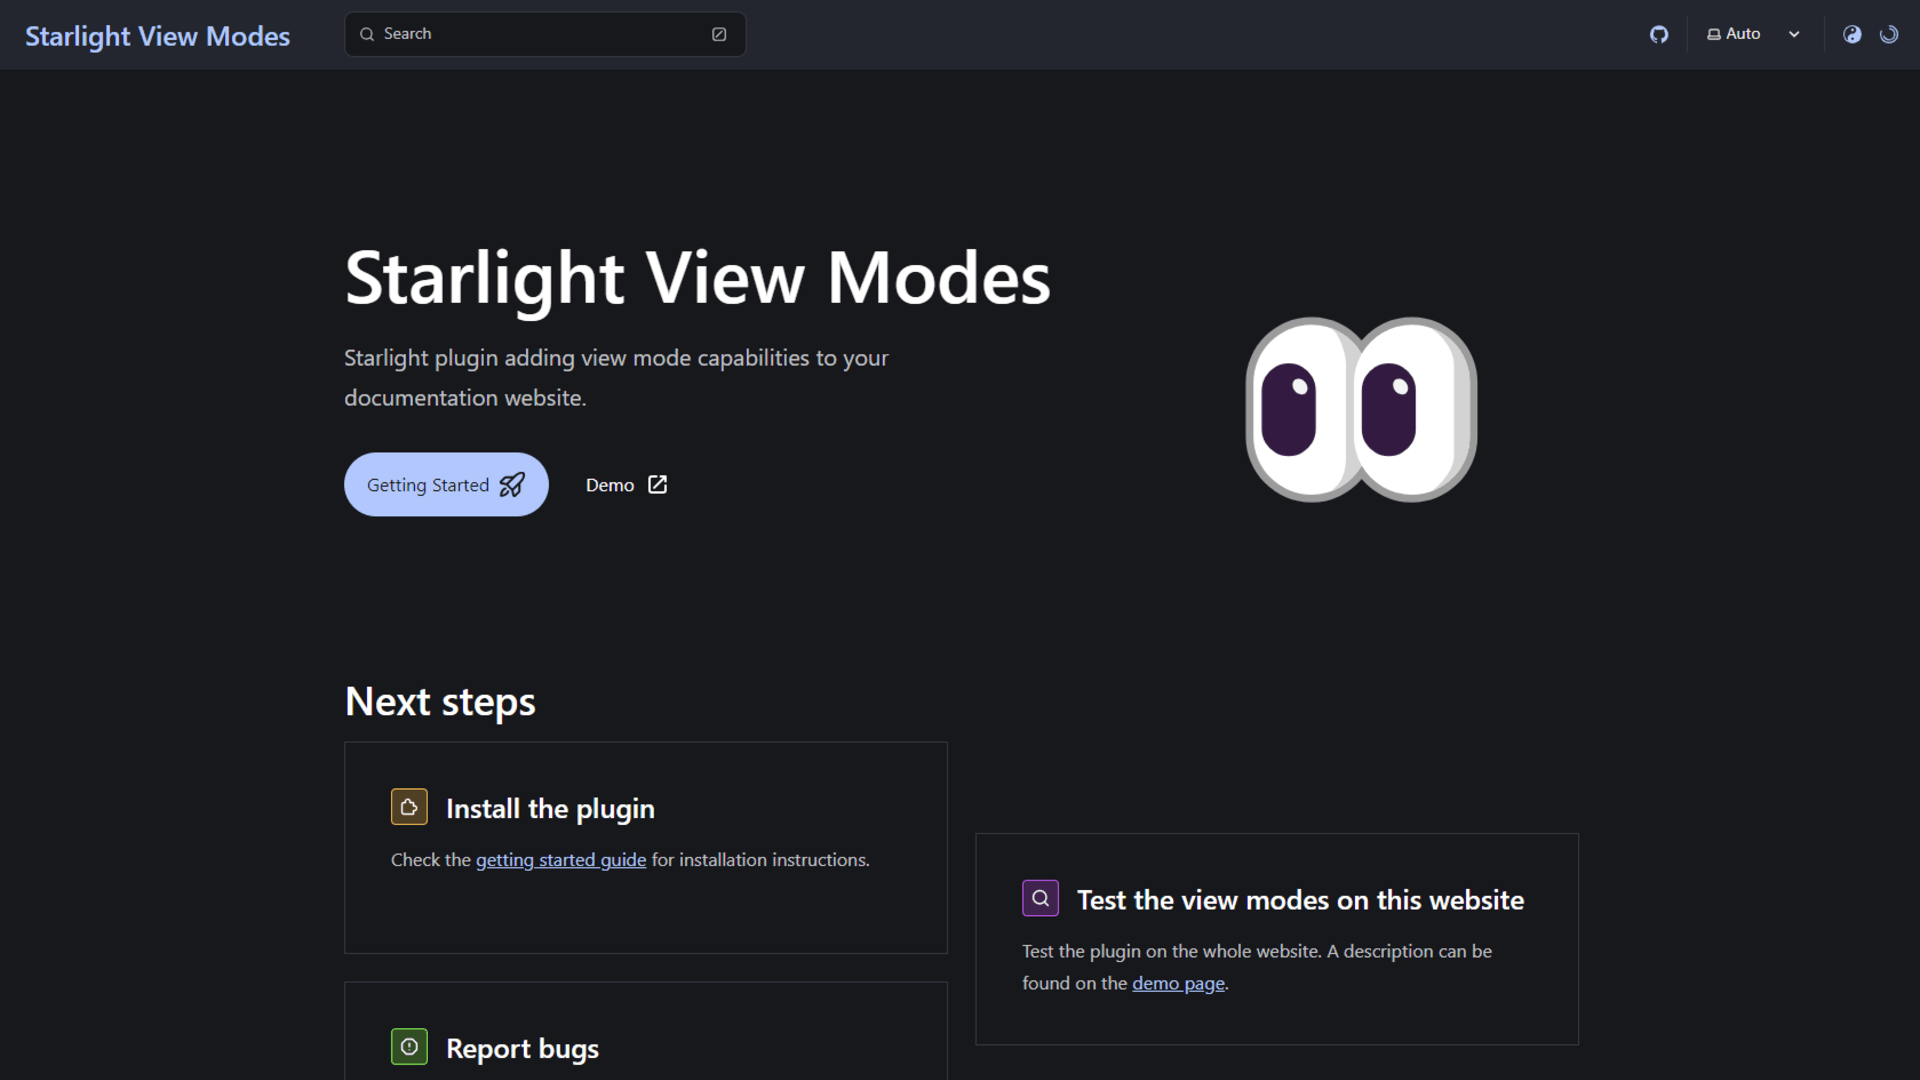 Starlight View Modes
Search
Auto
Starlight View Modes
Starlight plugin adding view mode capabilities to your
documentation website.
Getting Started
Demo
Next steps
Install the plugin
Check the getting started guide for installation instructions.
Test the view modes on this website
Test the plugin on the whole website. A description can be
found on the demo page.
Report bugs